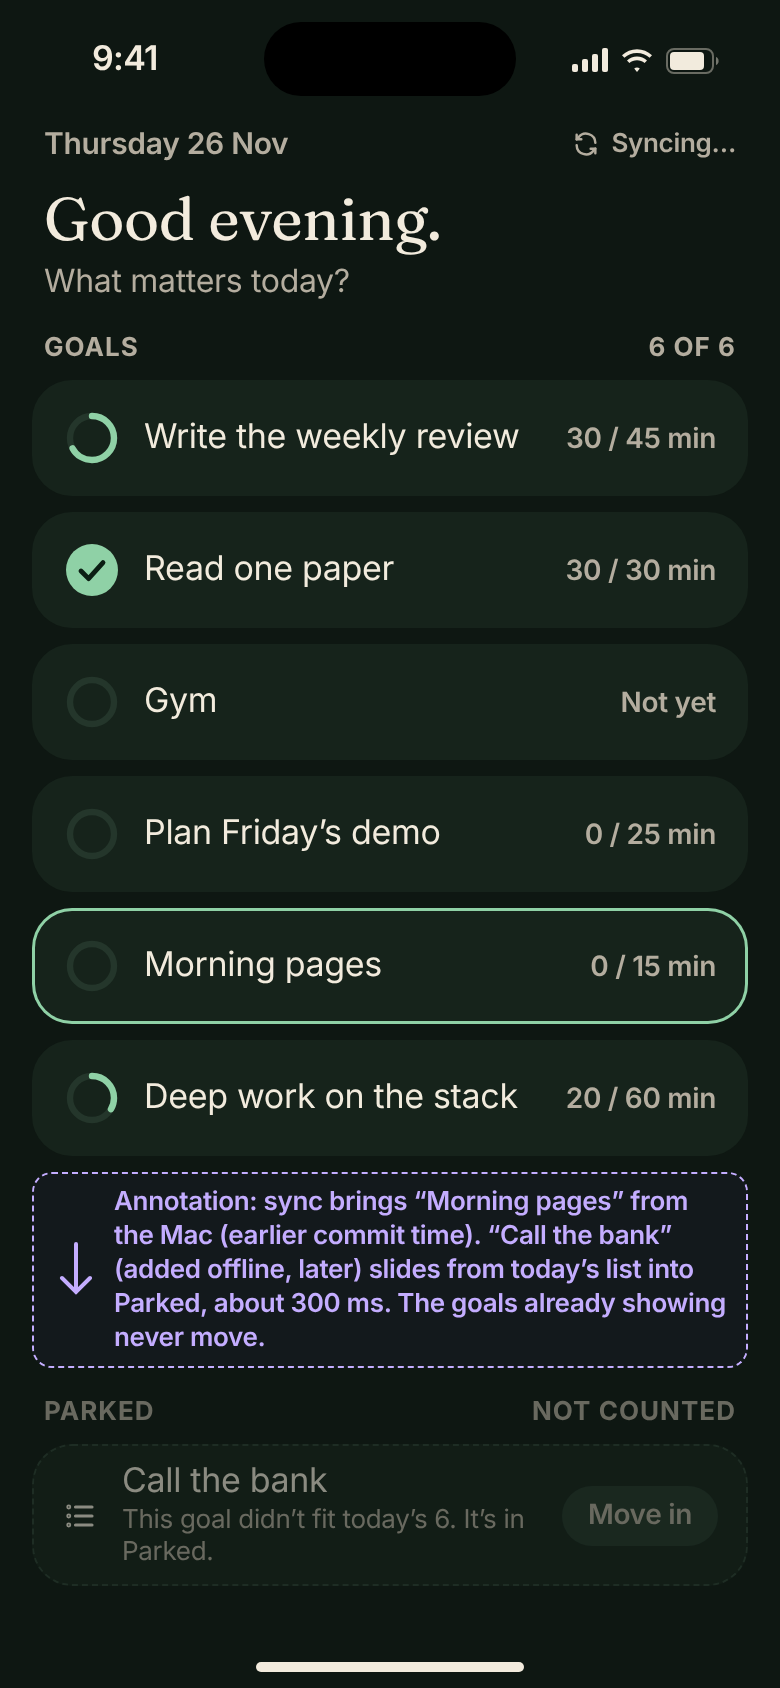 9:41
Thursday 26 Nov
Syncing...
Good evening.
What matters today?
GOALS
6 OF 6
Write the weekly review
30 / 45 min
Read one paper
30 / 30 min
Gym
Not yet
Plan Friday’s demo
0 / 25 min
Morning pages
0 / 15 min
Deep work on the stack
20 / 60 min
Annotation: sync brings “Morning pages” from
the Mac (earlier commit time). “Call the bank”
(added offline, later) slides from today’s list into
Parked, about 300 ms. The goals already showing
never move.
PARKED
NOT COUNTED
Call the bank
This goal didn’t fit today’s 6. It’s in
Parked.
Move in